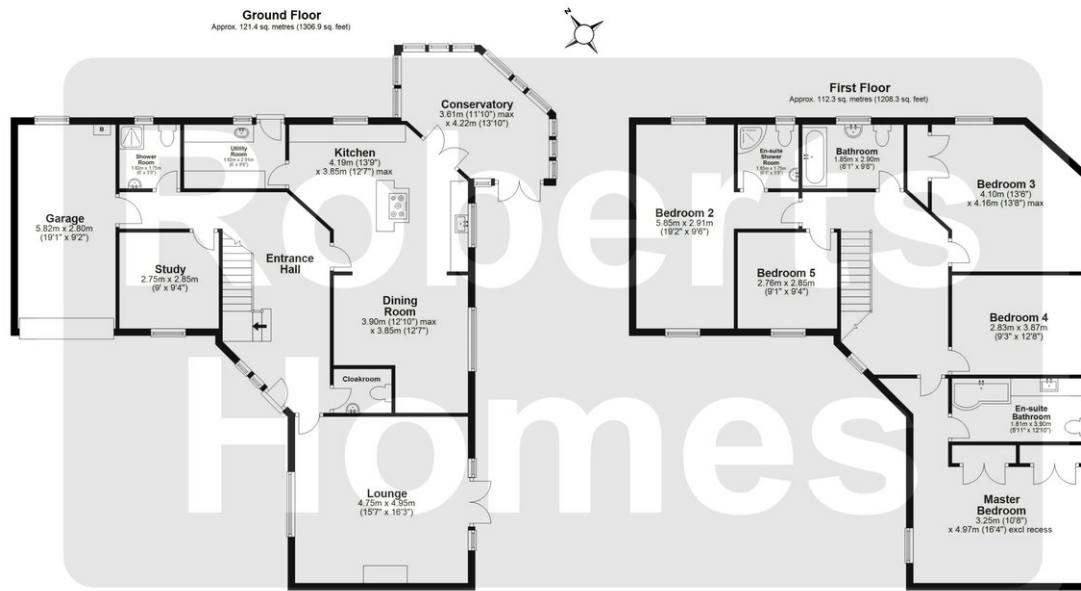 Ground Floor
Approx. 121.4 sq. metres (1306.9 sq. feet)
N
First Floor
Approx. 112.3 sq. metres (1208.3 sq. feet)
Conservatory
3.61m (11'10") max
x 4.22m (13'10")
B
Shower
Room
Utility
Room
Kitchen
4.19m (13'9")
x 3.85m (12'7") max
Garage
5.82m x 2.80m
(19'1" x 9'2")
Study
2.75m x 2.85m
(9' x 9'4")
Entrance
Hall
Dining
Room
3.90m (12'10") max
x 3.85m (12'7")
Cloakroom
Lounge
4.75m x 4.95m
(15'7" x 16'3")
En-suite
Shower
Room
Bathroom
1.85m x 2.90m
(6'1" x 9'6")
Bedroom 2
5.85m x 2.91m
(19'2" x 9'6")
Bedroom 3
4.10m (13'6")
x 4.16m (13'8") max
Bedroom 5
2.76m x 2.85m
(9'1" x 9'4")
Bedroom 4
2.83m x 3.87m
(9'3" x 12'8")
En-suite
Bathroom
1.81m x 3.90m
(5'11" x 12'10")
Master
Bedroom
3.25m (10'8")
x 4.97m (16'4") excl recess
Roberts
Homes